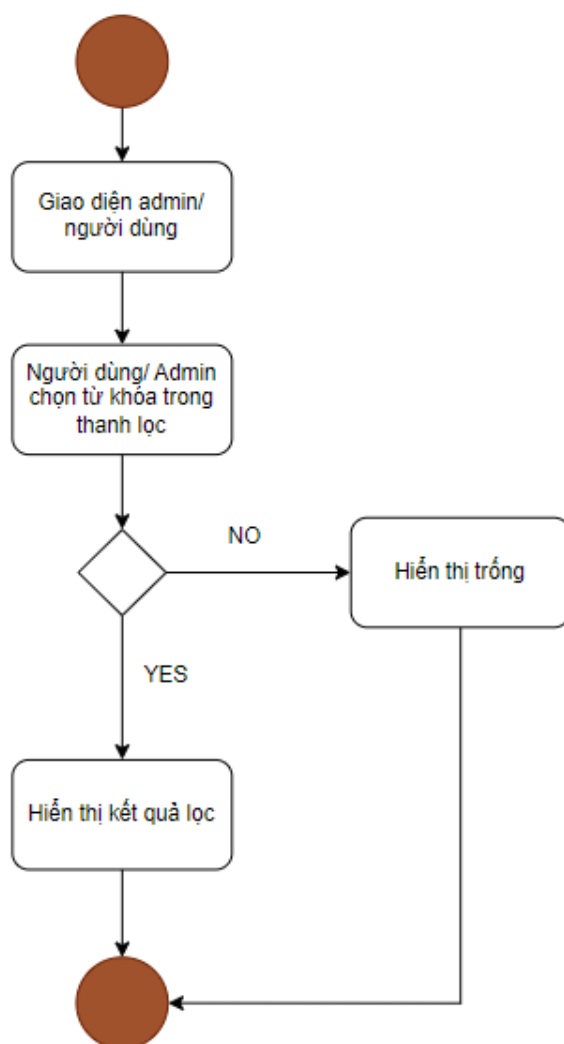 Giao diện admin/
người dùng
Người dùng/ Admin
chọn từ khóa trong
thanh lọc
NO
Hiển thị trống
YES
Hiển thị kết quả lọc